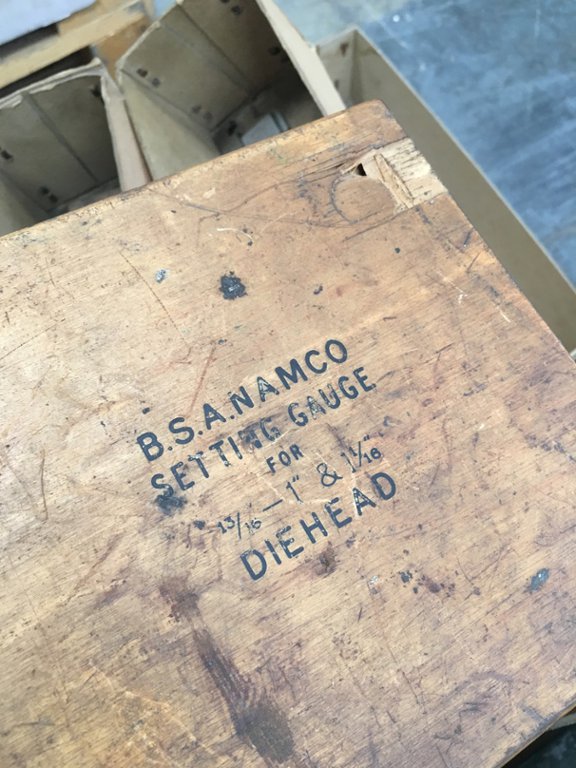 B.S.A.NAMCO
SETTING GAUGE
FOR
13/16 - 1" & 1 1/16"
DIEHEAD